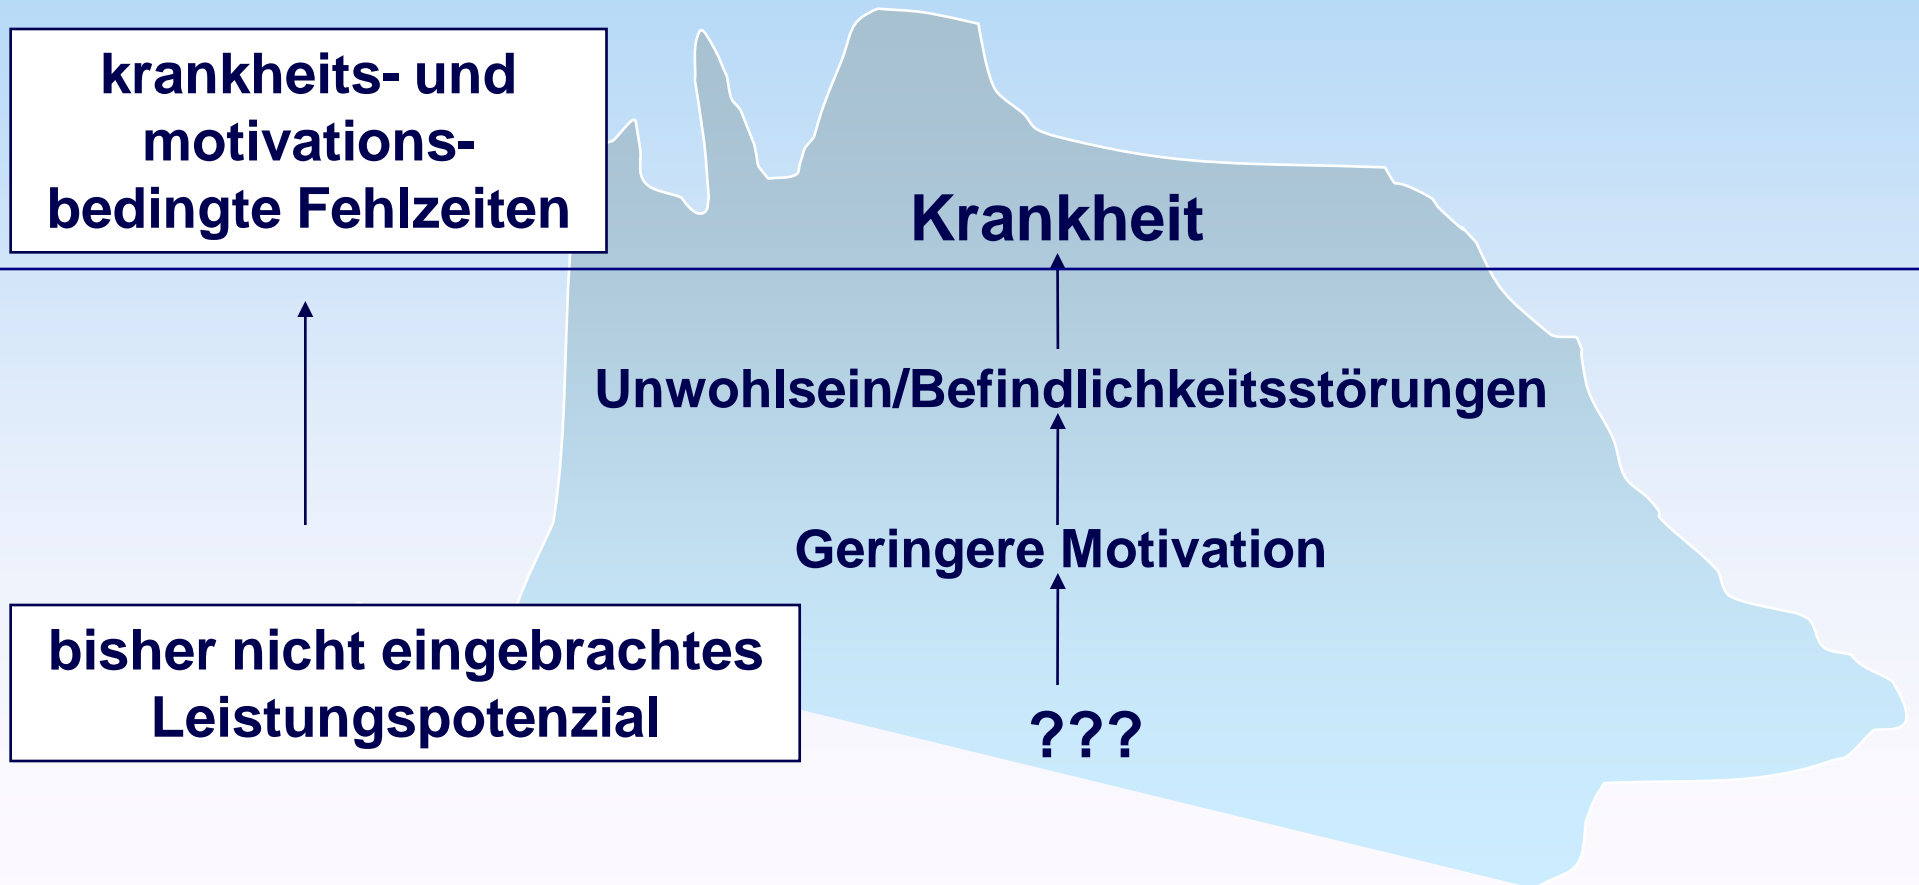 krankheits- und
motivations-
bedingte Fehlzeiten
Krankheit
Unwohlsein/Befindlichkeitsstörungen
Geringere Motivation
bisher nicht eingebrachtes
Leistungspotenzial
???